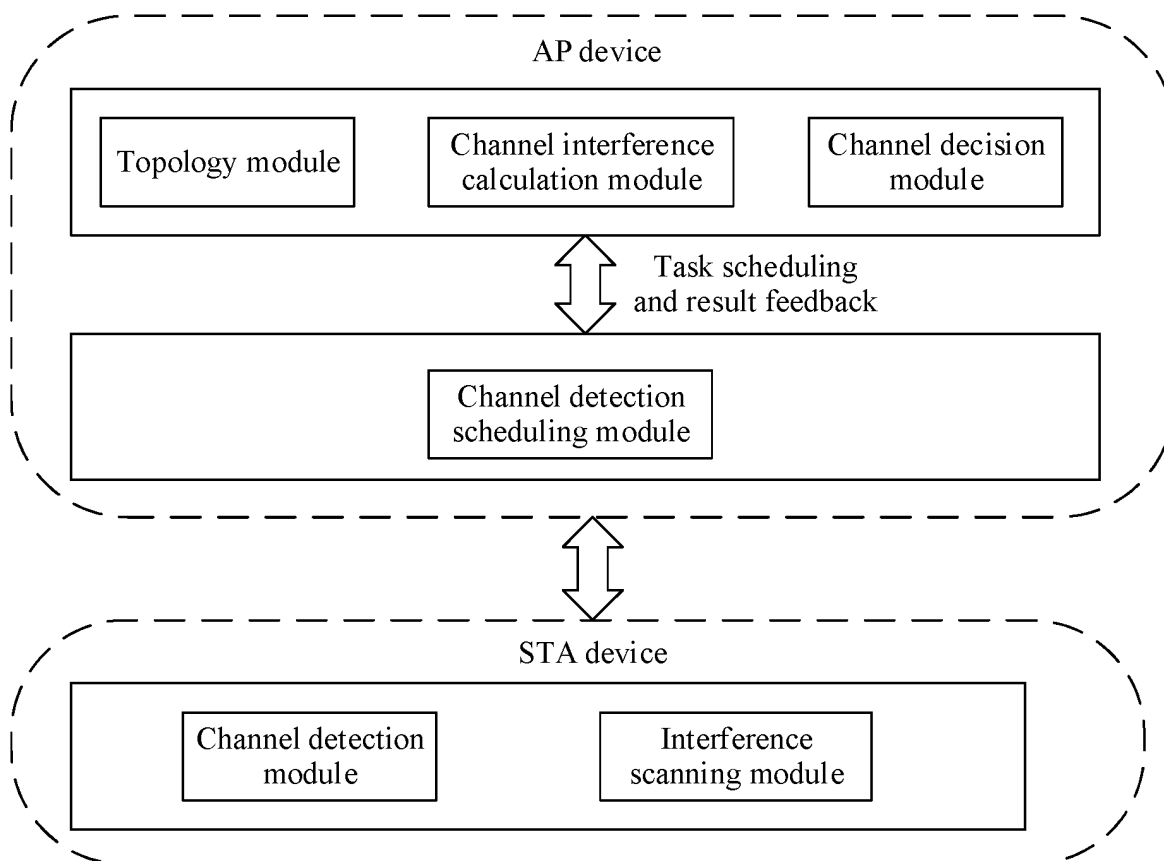 AP device
Topology module
Channel interference
calculation module
Channel decision
module
Task scheduling
and result feedback
Channel detection
scheduling module
STA device
Channel detection
module
Interference
scanning module